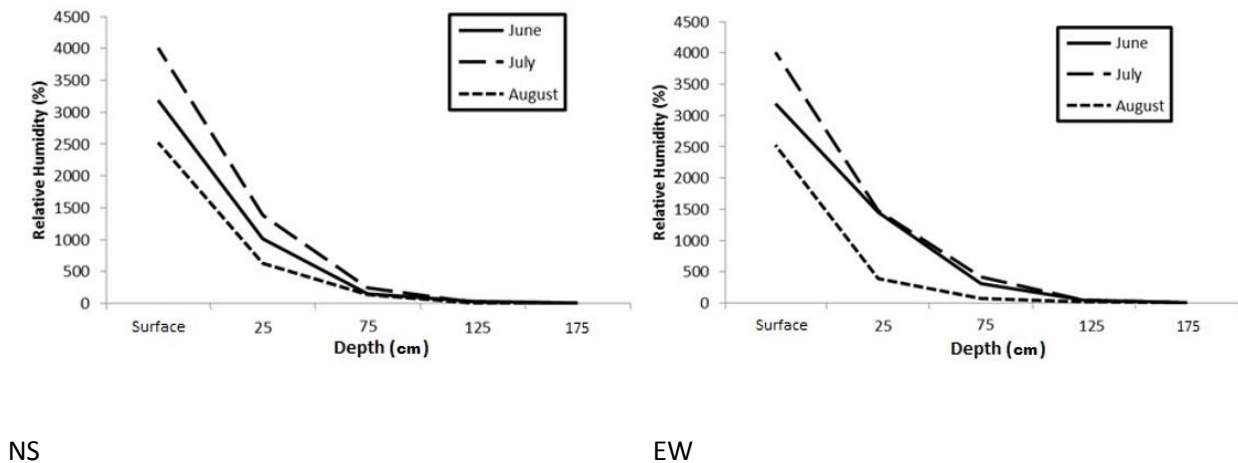 4500
4000
3500
3000
2500
2000
1500
1000
500
0
Relative Humidity (%)
Surface 25 75 125 175
Depth (cm)
June
July
August
4500
4000
3500
3000
2500
2000
1500
1000
500
0
Relative Humidity (%)
Surface 25 75 125 175
Depth (cm)
June
July
August
NS EW